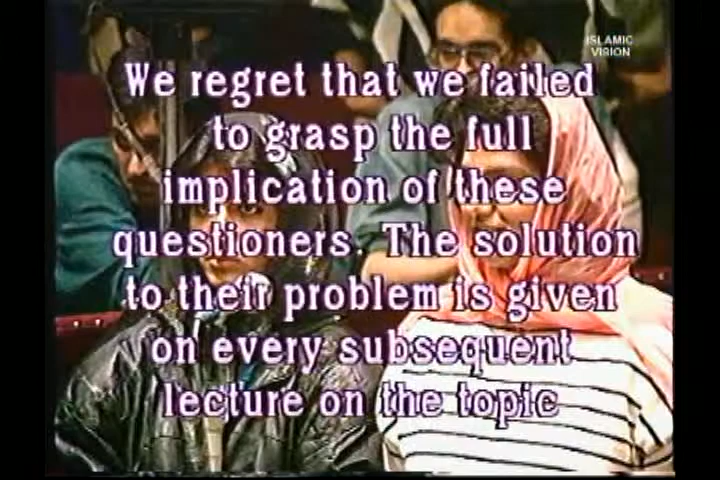 ISLAMIC
VISION
We regret that we failed
to grasp the full
implication of these
questioners. The solution
to their problem is given
on every subsequent
lecture on the topic